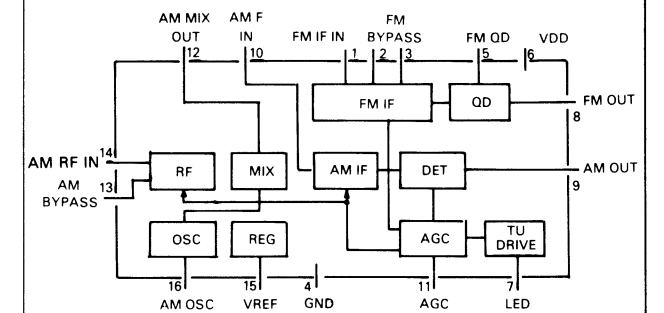 AM MIX OUT
12
AM F IN
10
FM IF IN
1
FM BYPASS
2 3
FM QD
5
VDD
6
FM IF
QD
FM OUT
8
AM RF IN
14
AM BYPASS
13
RF
MIX
AM IF
DET
AM OUT
9
OSC
REG
AGC
TU DRIVE
16
AM OSC
15
VREF
4
GND
11
AGC
7
LED